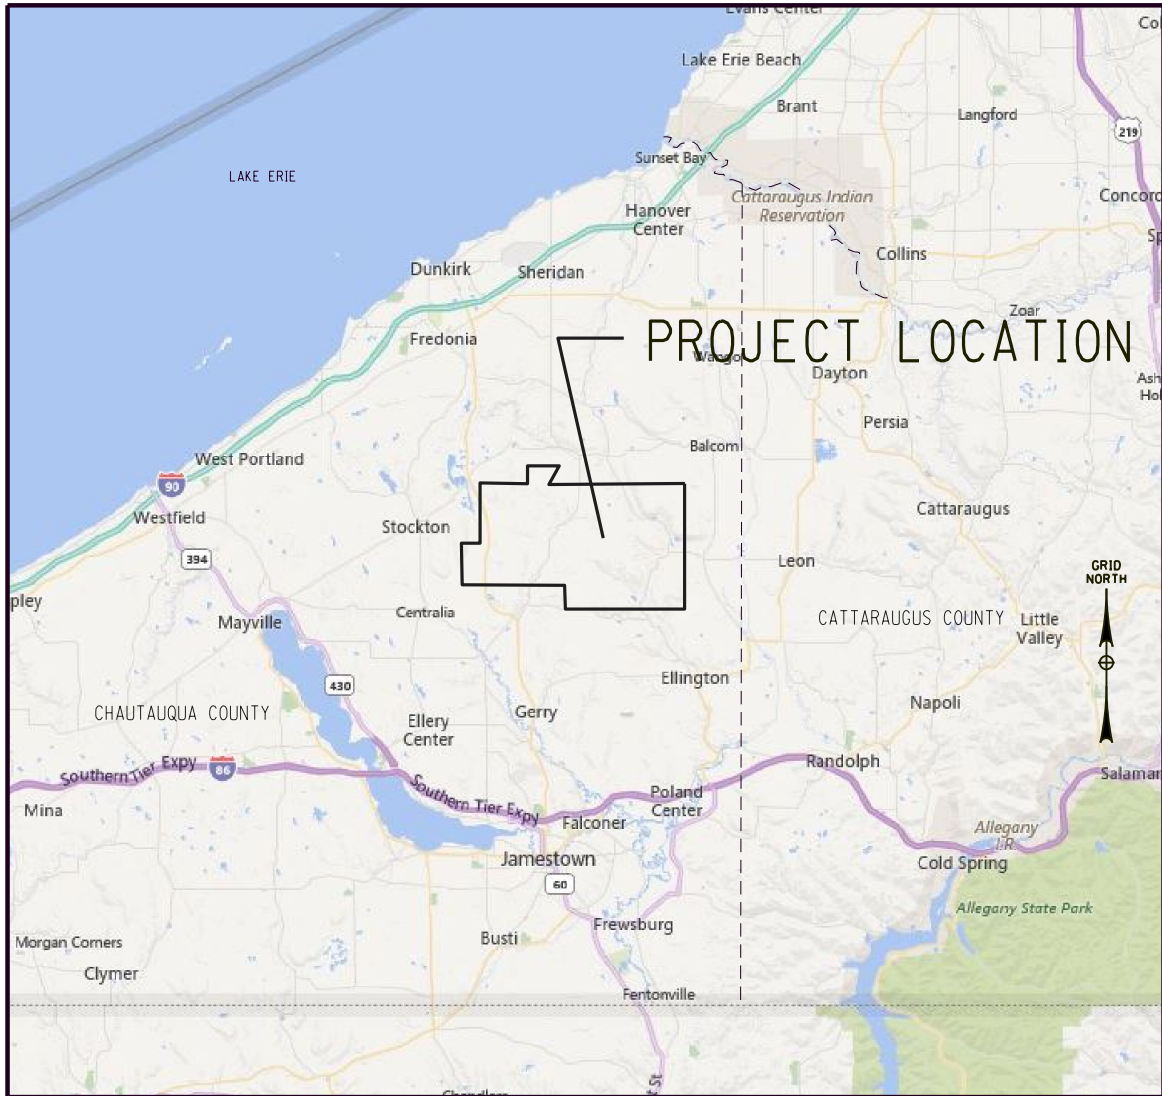 Evans Center
Lake Erie Beach
Brant
Langford
219
LAKE ERIE
Sunset Bay
Cattaraugus Indian
Reservation
Concord
Hanover
Center
Collins
Dunkirk
Sheridan
Zoar
Fredonia
PROJECT LOCATION
Wango
Dayton
Persia
Balcom
West Portland
90
Westfield
Stockton
Cattaraugus
394
Leon
GRID
NORTH
pley
Mayville
Centralia
CATTARAUGUS COUNTY
Little
Valley
Ellington
430
CHAUTAUQUA COUNTY
Ellery
Center
Gerry
Napoli
Southern Tier Expy
86
Southern Tier Expy
Randolph
Salaman
Mina
Poland
Center
Falconer
Allegany
I.R.
Jamestown
Cold Spring
60
Allegany State Park
Busti
Frewsburg
Morgan Corners
Clymer
Fentonville
t St